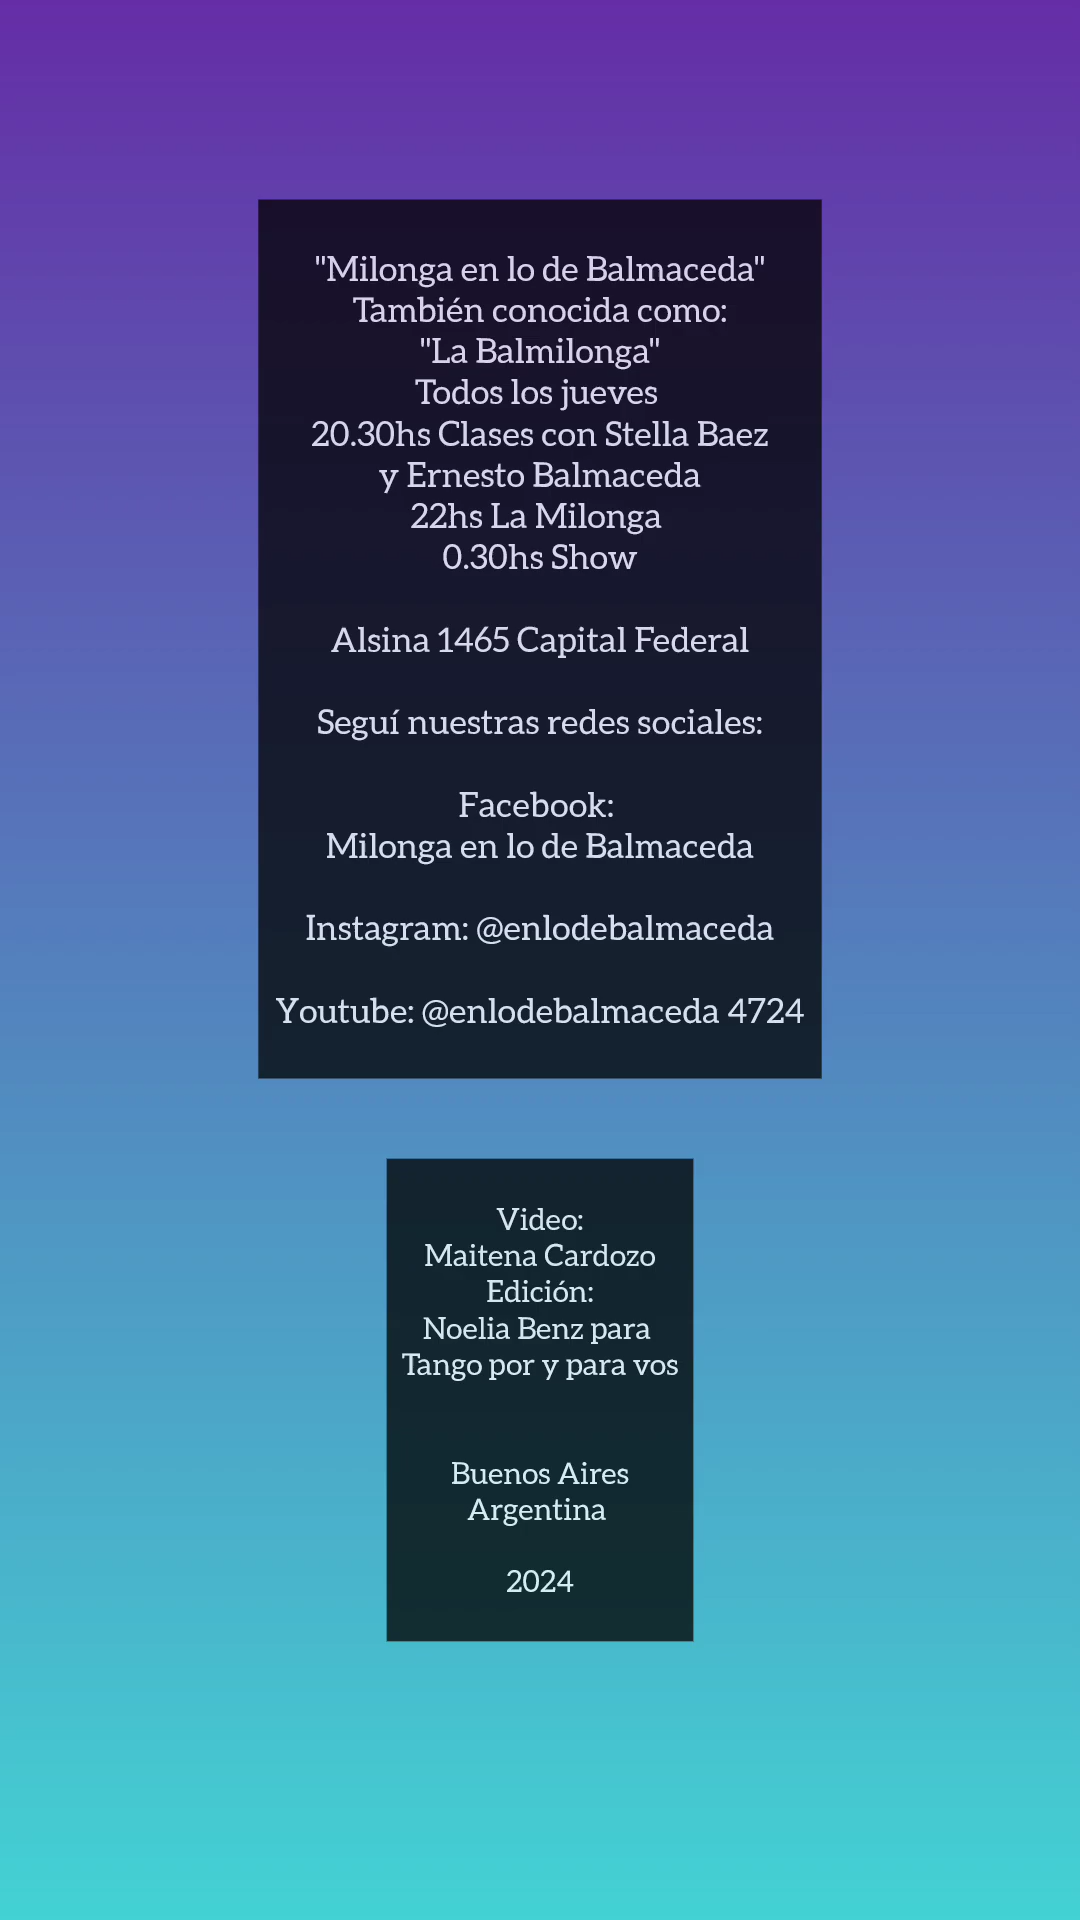 "Milonga en lo de Balmaceda"
También conocida como:
"La Balmilonga"
Todos los jueves
20.30hs Clases con Stella Baez
y Ernesto Balmaceda
22hs La Milonga
0.30hs Show
Alsina 1465 Capital Federal
Seguí nuestras redes sociales:
Facebook:
Milonga en lo de Balmaceda
Instagram: @enlodebalmaceda
Youtube: @enlodebalmaceda 4724
Video:
Maitena Cardozo
Edición:
Noelia Benz para
Tango por y para vos
Buenos Aires
Argentina
2024